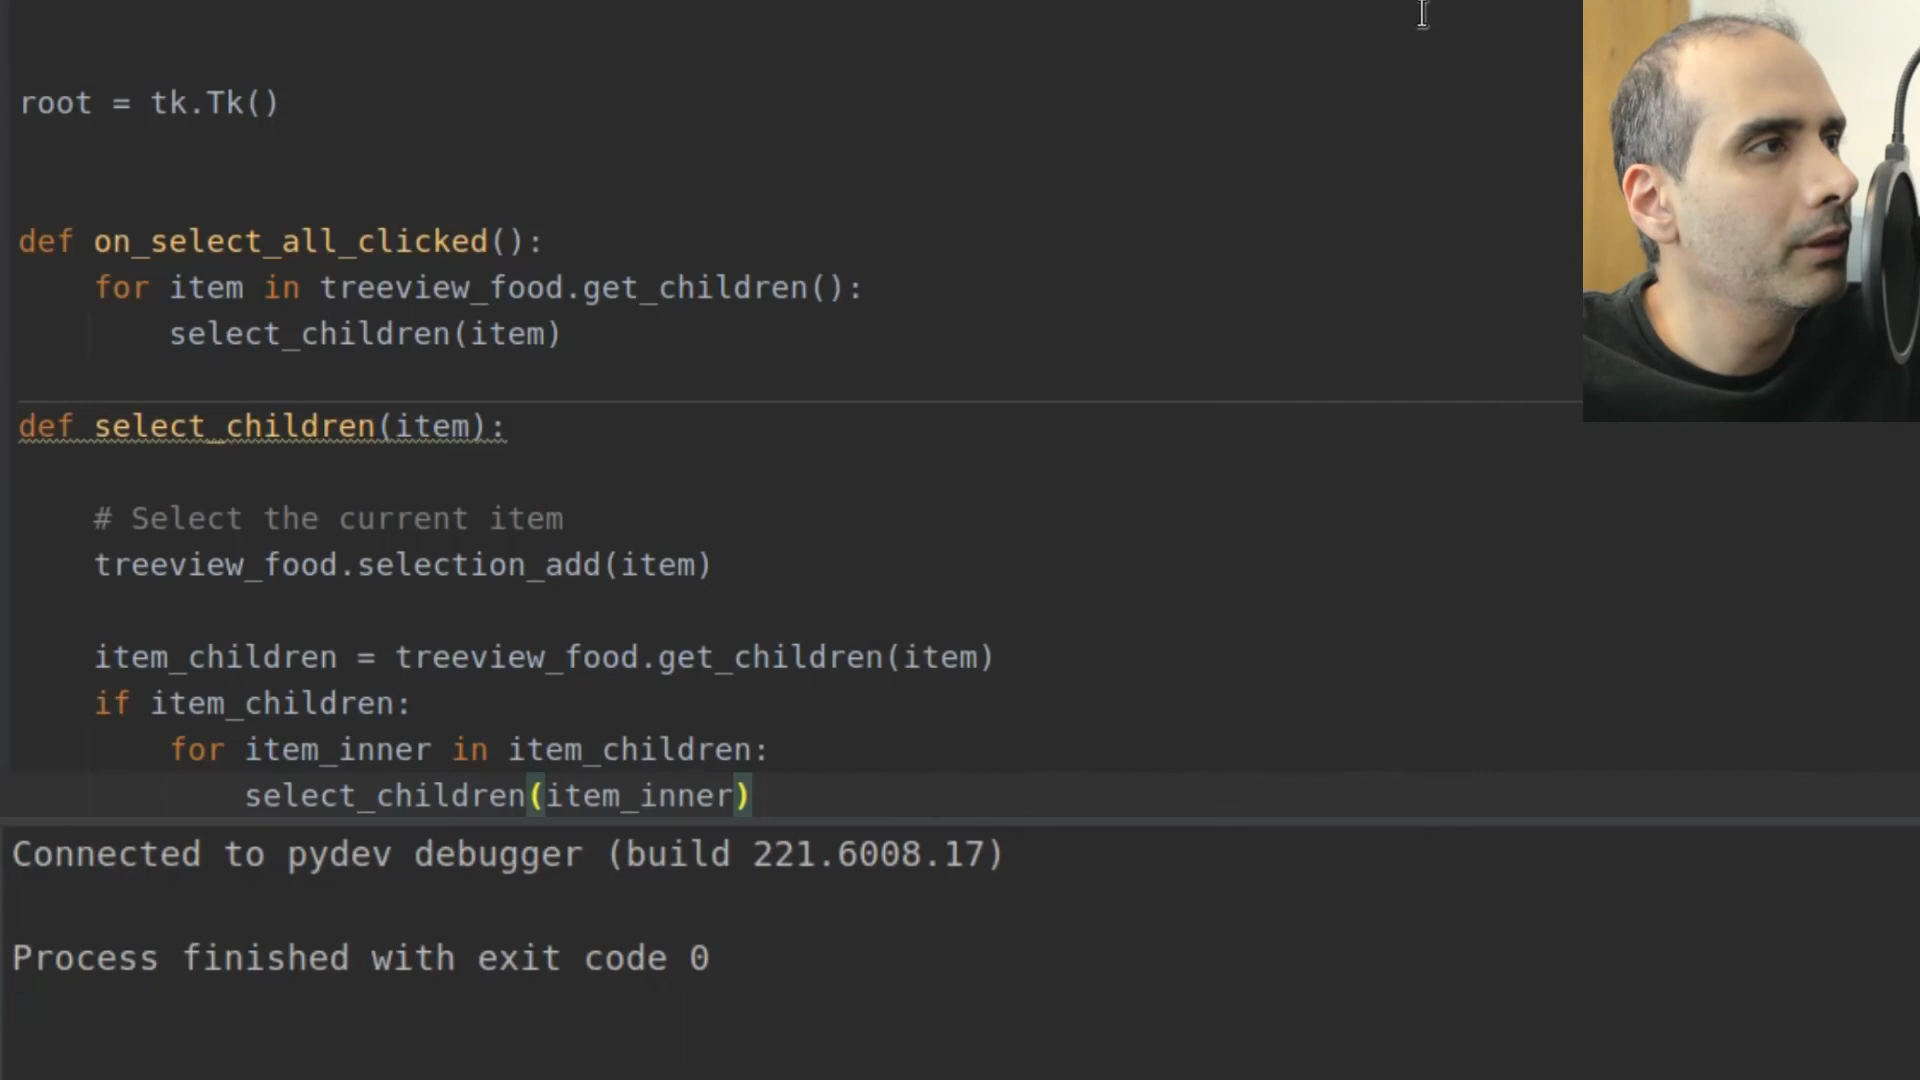 root = tk.Tk()
def on_select_all_clicked():
    for item in treeview_food.get_children():
        select_children(item)
def select_children(item):
    # Select the current item
    treeview_food.selection_add(item)
    item_children = treeview_food.get_children(item)
    if item_children:
        for item_inner in item_children:
            select_children(item_inner)
Connected to pydev debugger (build 221.6008.17)
Process finished with exit code 0